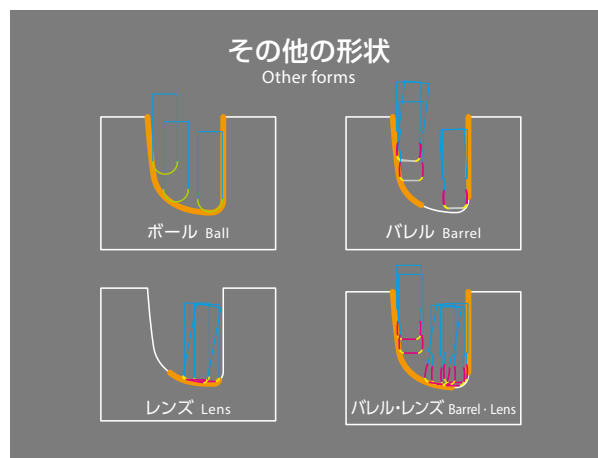 その他の形状
Other forms
ボール Ball
バレル Barrel
レンズ Lens
バレル・レンズ Barrel · Lens